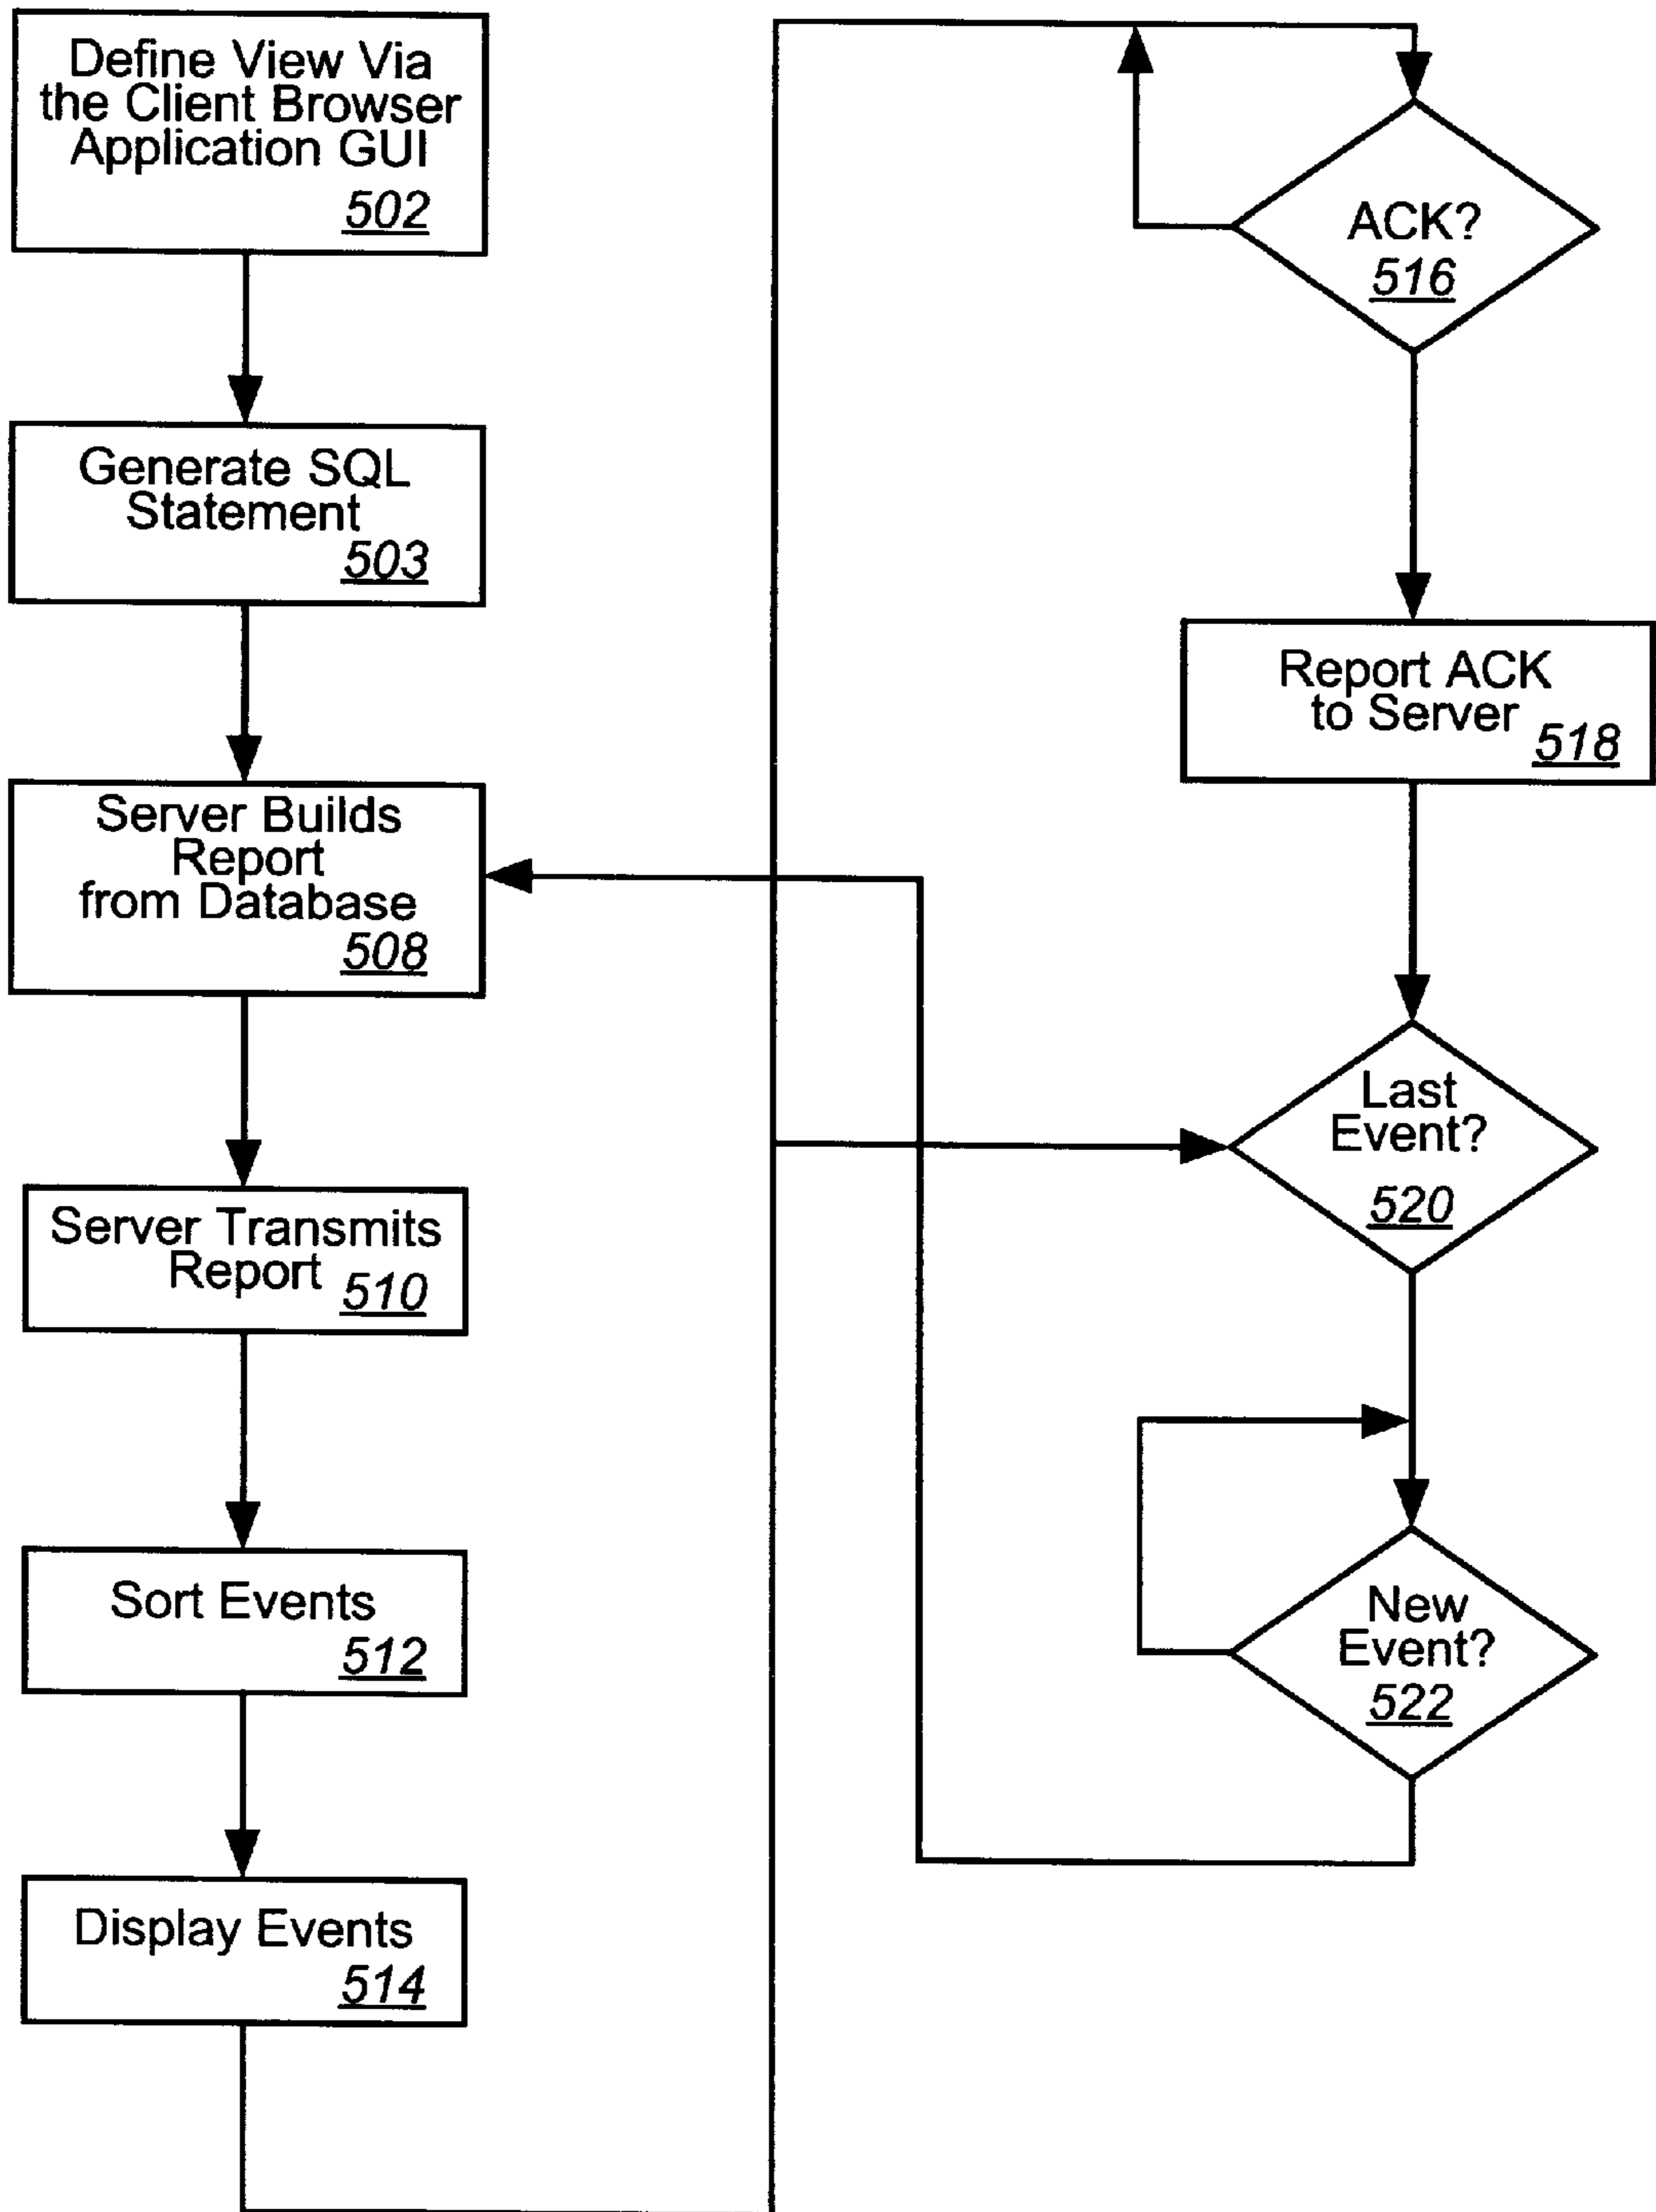 Define View Via
the Client Browser
Application GUI
502
Generate SQL
Statement
503
Server Builds
Report
from Database
508
Server Transmits
Report
510
Sort Events
512
Display Events
514
ACK?
516
Report ACK
to Server
518
Last
Event?
520
New
Event?
522